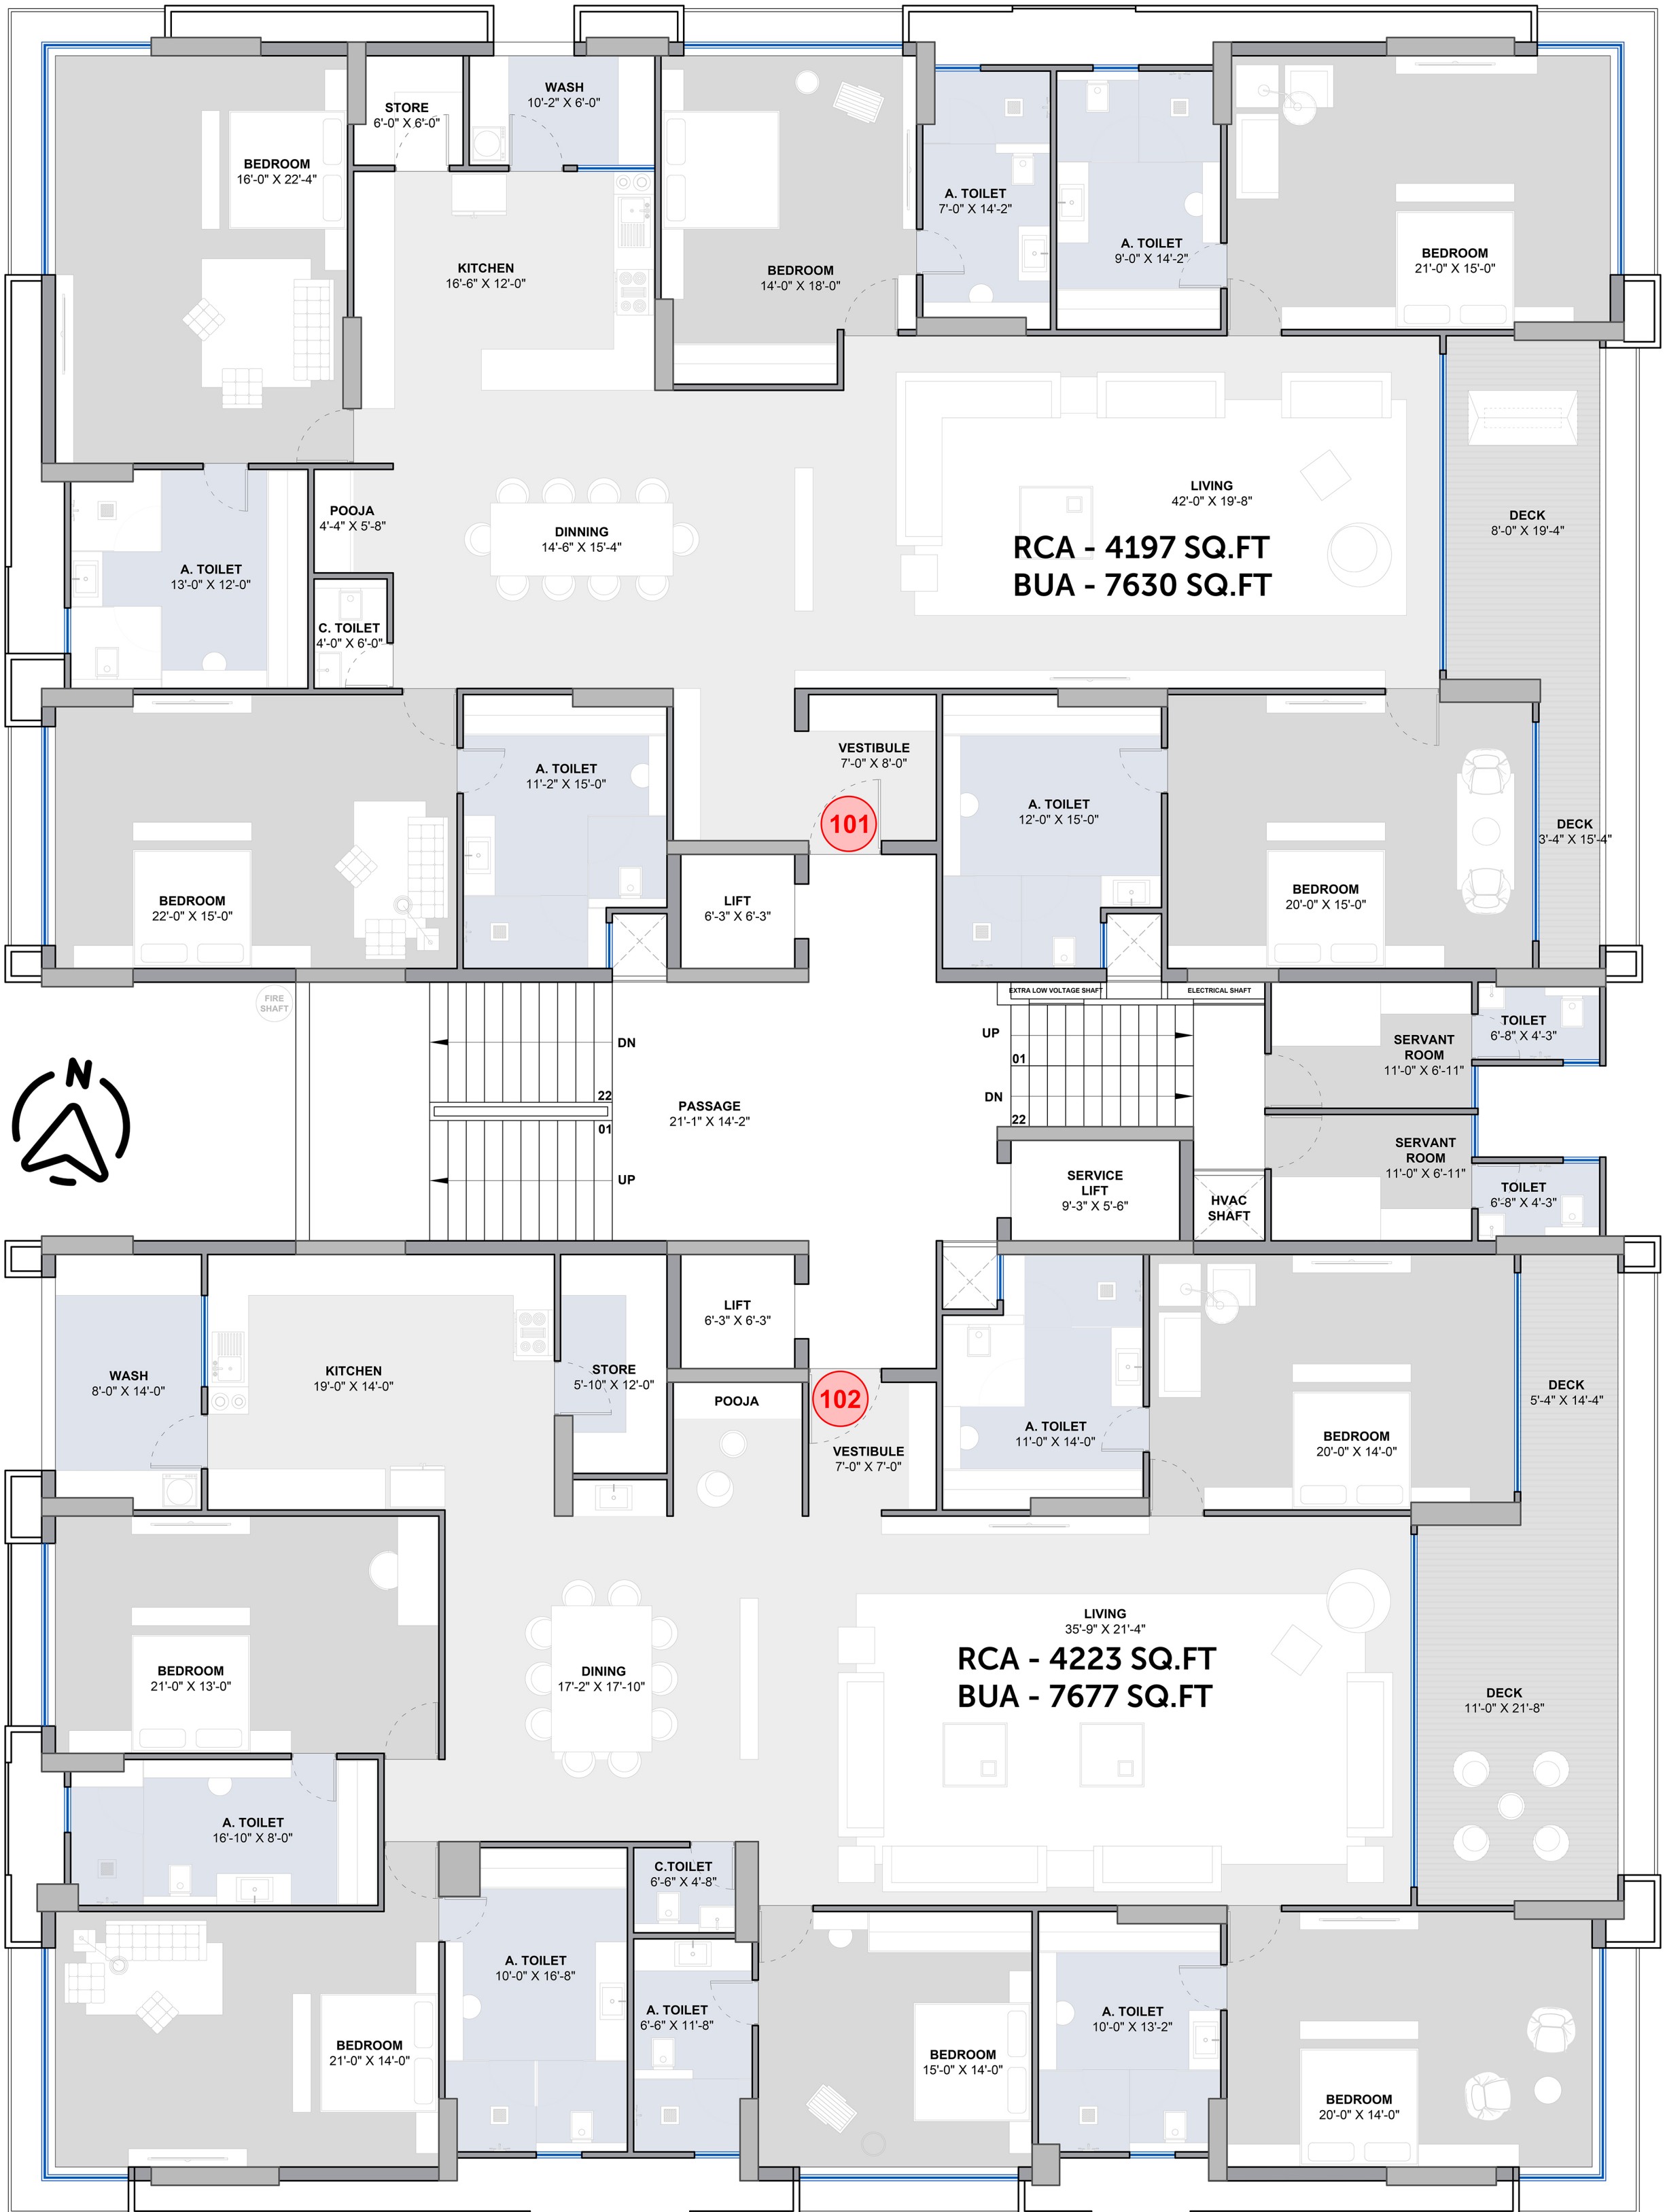 STORE
6'-0" X 6'-0"
WASH
10'-2" X 6'-0"
BEDROOM
16'-0" X 22'-4"
KITCHEN
16'-6" X 12'-0"
BEDROOM
14'-0" X 18'-0"
A. TOILET
7'-0" X 14'-2"
A. TOILET
9'-0" X 14'-2"
BEDROOM
21'-0" X 15'-0"
POOJA
4'-4" X 5'-8"
DINNING
14'-6" X 15'-4"
LIVING
42'-0" X 19'-8"
RCA - 4197 SQ.FT
BUA - 7630 SQ.FT
DECK
8'-0" X 19'-4"
A. TOILET
13'-0" X 12'-0"
C. TOILET
4'-0" X 6'-0"
A. TOILET
11'-2" X 15'-0"
VESTIBULE
7'-0" X 8'-0"
101
A. TOILET
12'-0" X 15'-0"
DECK
3'-4" X 15'-4"
BEDROOM
22'-0" X 15'-0"
LIFT
6'-3" X 6'-3"
BEDROOM
20'-0" X 15'-0"
FIRE
SHAFT
EXTRA LOW VOLTAGE SHAFT
ELECTRICAL SHAFT
DN
UP
01
TOILET
6'-8" X 4'-3"
SERVANT
ROOM
11'-0" X 6'-11"
N
22
01
PASSAGE
21'-1" X 14'-2"
DN
22
UP
SERVANT
ROOM
11'-0" X 6'-11"
SERVICE
LIFT
9'-3" X 5'-6"
HVAC
SHAFT
TOILET
6'-8" X 4'-3"
LIFT
6'-3" X 6'-3"
WASH
8'-0" X 14'-0"
KITCHEN
19'-0" X 14'-0"
STORE
5'-10" X 12'-0"
POOJA
102
VESTIBULE
7'-0" X 7'-0"
A. TOILET
11'-0" X 14'-0"
BEDROOM
20'-0" X 14'-0"
DECK
5'-4" X 14'-4"
BEDROOM
21'-0" X 13'-0"
DINING
17'-2" X 17'-10"
LIVING
35'-9" X 21'-4"
RCA - 4223 SQ.FT
BUA - 7677 SQ.FT
DECK
11'-0" X 21'-8"
A. TOILET
16'-10" X 8'-0"
C.TOILET
6'-6" X 4'-8"
A. TOILET
10'-0" X 16'-8"
A. TOILET
6'-6" X 11'-8"
BEDROOM
21'-0" X 14'-0"
BEDROOM
15'-0" X 14'-0"
A. TOILET
10'-0" X 13'-2"
BEDROOM
20'-0" X 14'-0"